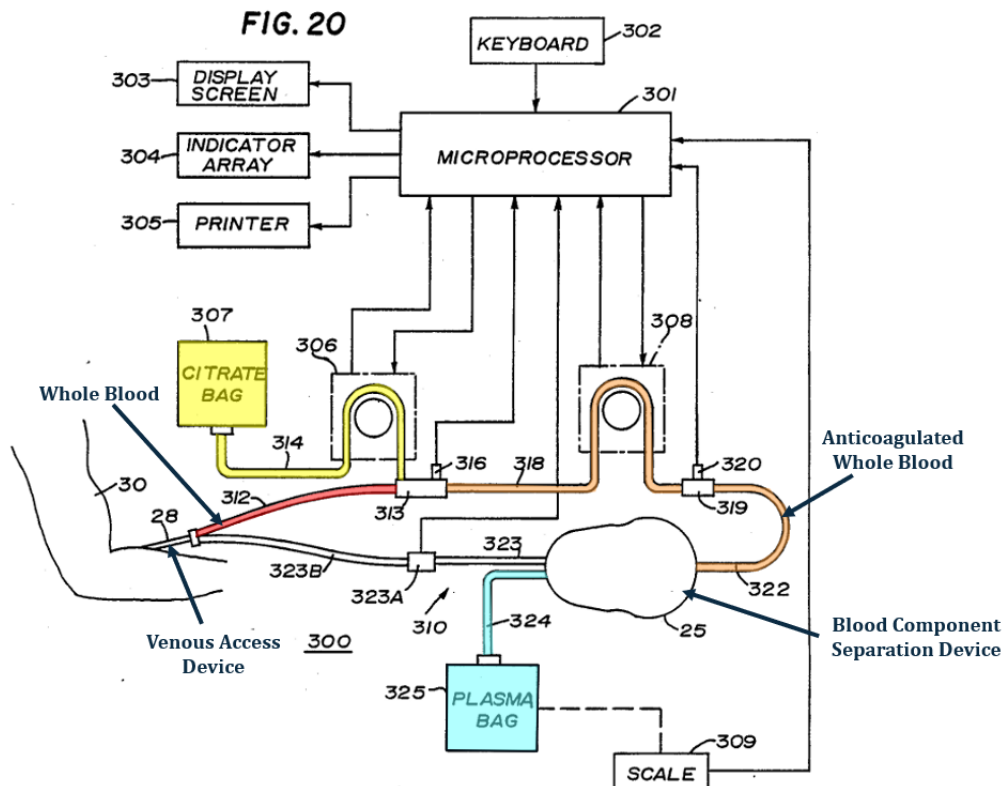 FIG. 20
KEYBOARD
302
303
DISPLAY
SCREEN
301
304
INDICATOR
ARRAY
MICROPROCESSOR
305
PRINTER
307
CITRATE
BAG
306
308
Whole Blood
314
316
318
320
Anticoagulated
Whole Blood
30
312
313
319
28
323
323B
323A
322
Venous Access
Device
300
310
324
25
Blood Component
Separation Device
325
PLASMA
BAG
309
SCALE